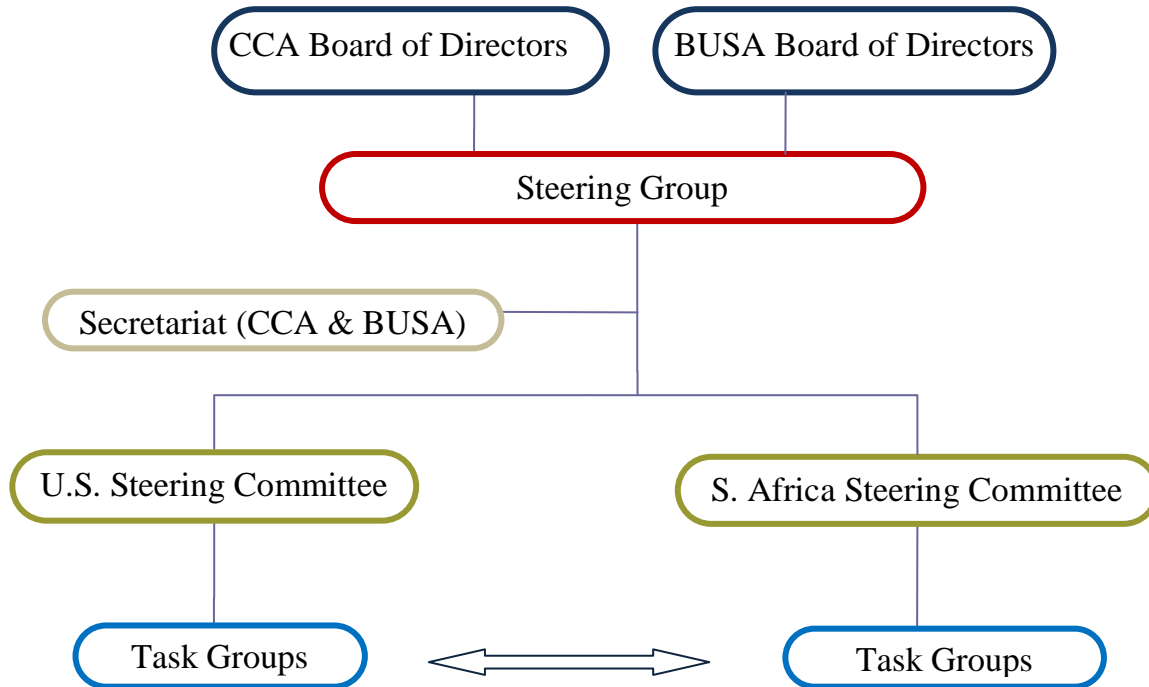 CCA Board of Directors
BUSA Board of Directors
Steering Group
Secretariat (CCA & BUSA)
U.S. Steering Committee
S. Africa Steering Committee
Task Groups
Task Groups